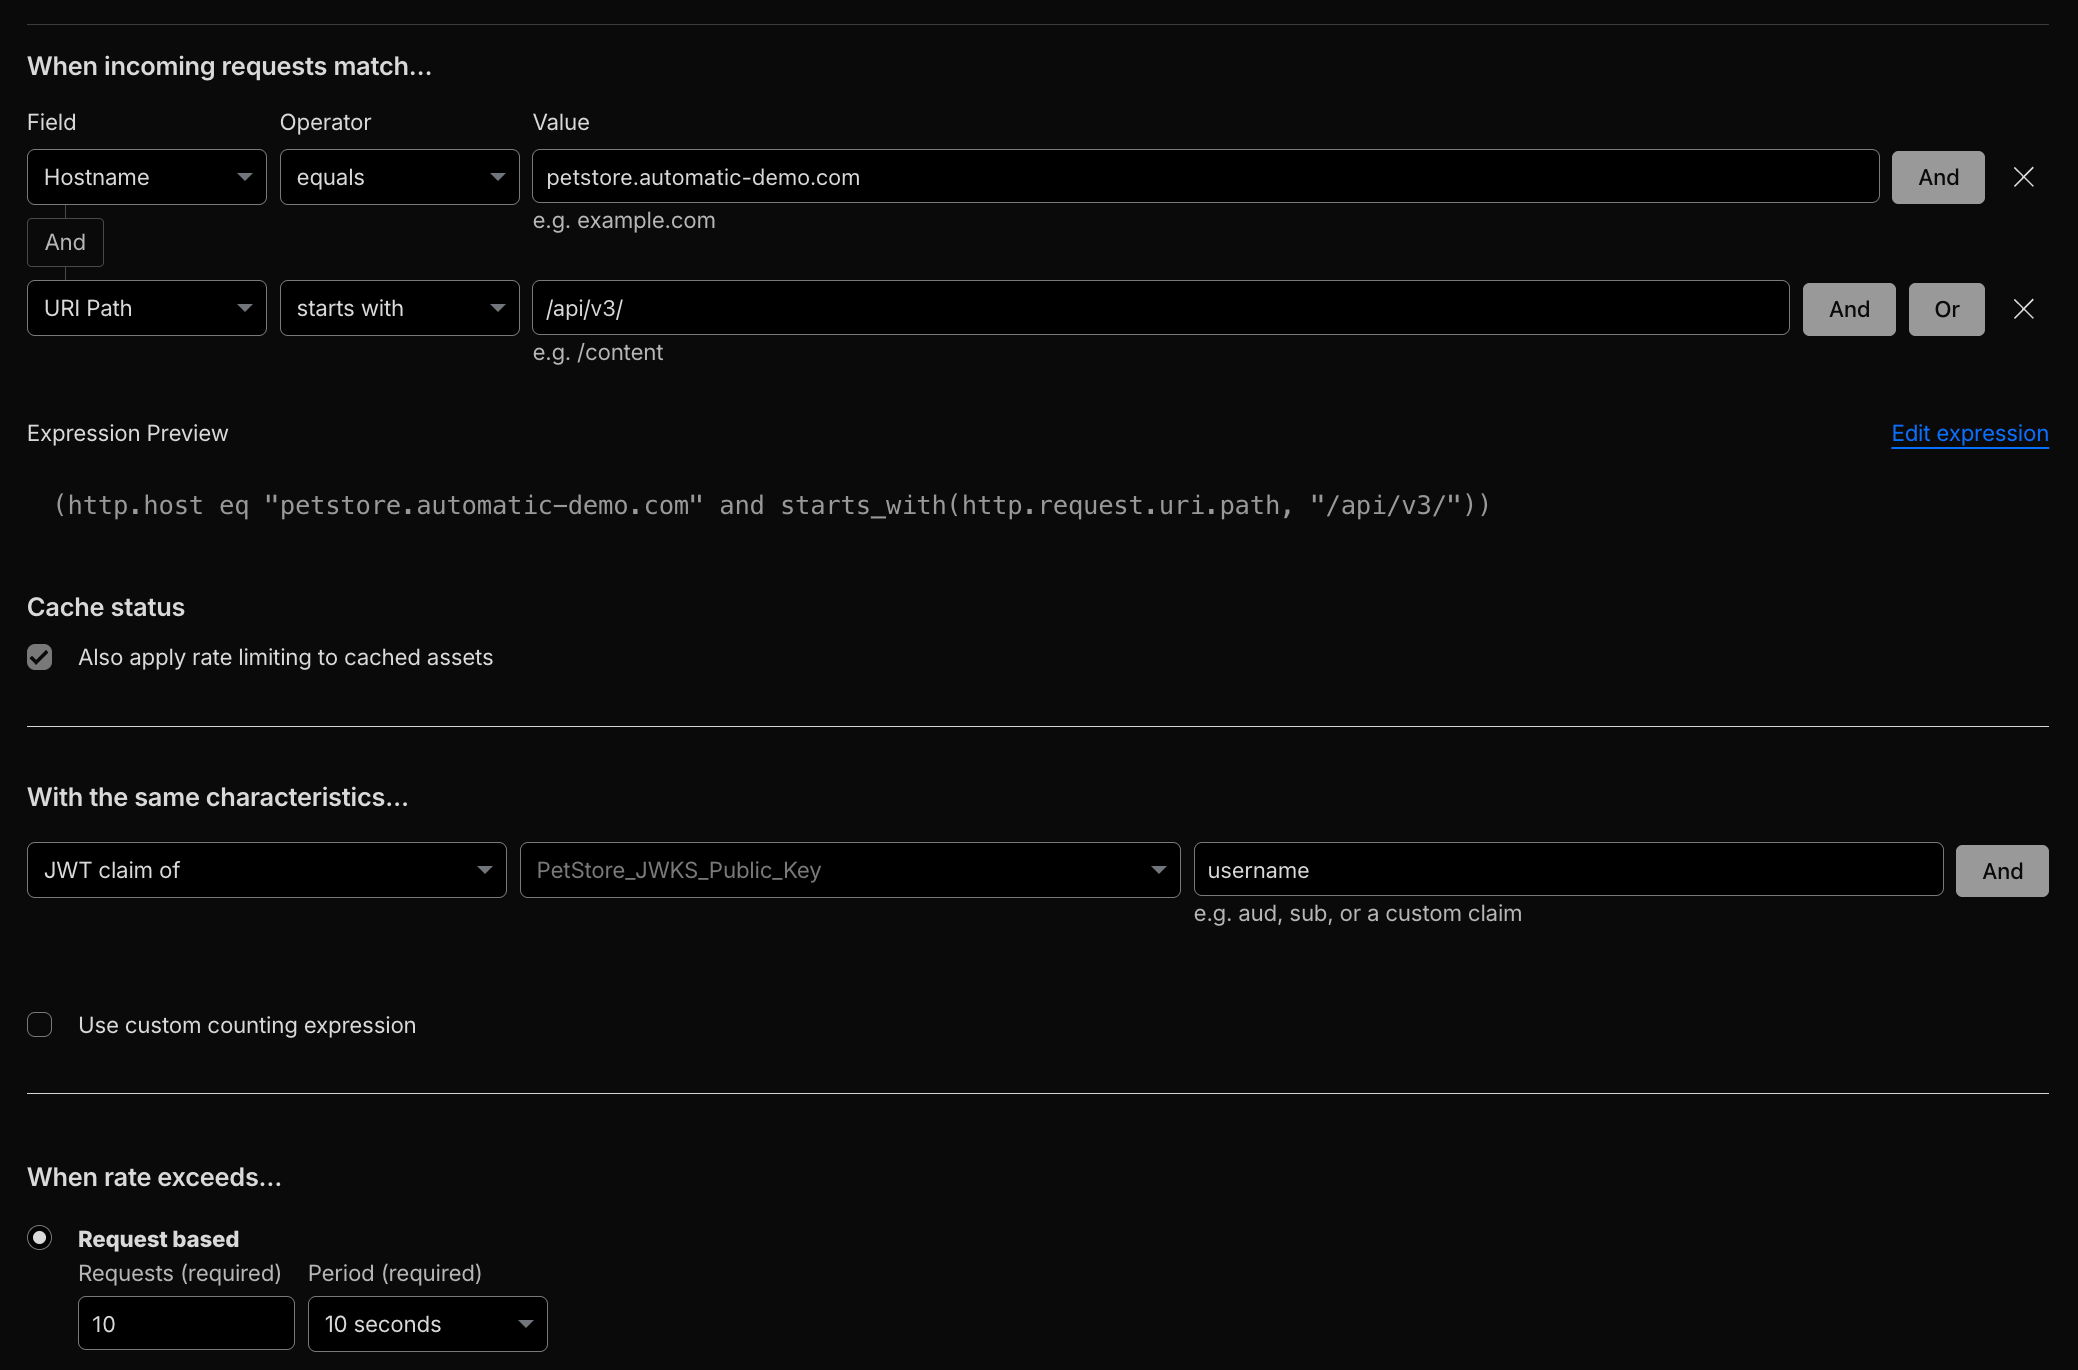 When incoming requests match...
Field Operator Value
Hostname equals petstore.automatic-demo.com And
e.g. example.com
And
URI Path starts with /api/v3/ And Or
e.g. /content
Expression Preview Edit expression
(http.host eq "petstore.automatic-demo.com" and starts_with(http.request.uri.path, "/api/v3/"))
Cache status
Also apply rate limiting to cached assets
With the same characteristics...
JWT claim of PetStore_JWKS_Public_Key username And
e.g. aud, sub, or a custom claim
Use custom counting expression
When rate exceeds...
Request based
Requests (required) Period (required)
10 10 seconds